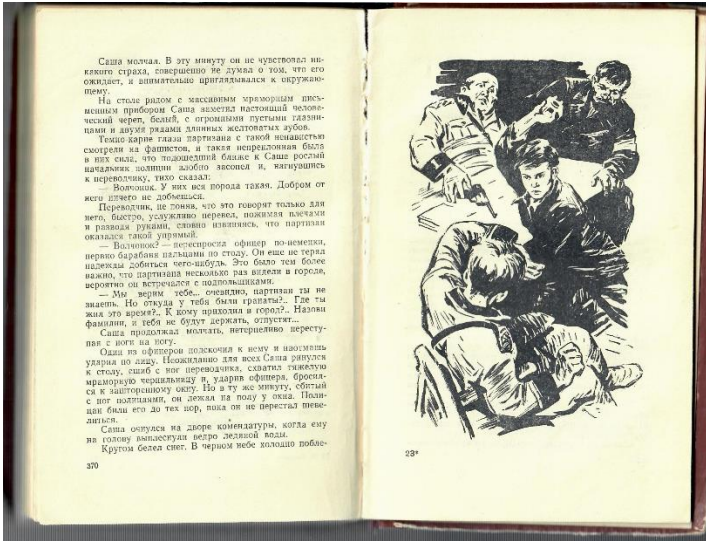 Саша молчал. В эту минуту он не чувствовал ни-
какого страха, совершенно не думал о том, что его
ожидает, и внимательно приглядывался к окружаю-
щему.
На столе рядом с массивным мраморным пись-
менным прибором Саша заметил настоящий челове-
ческий череп, белый, с огромными пустыми глазни-
цами и двумя рядами длинных желтоватых зубов.
Темно-карие глаза партизана с такой ненавистью
смотрели на фашистов, и такая непреклонная была
в них сила, что подошедший ближе к Саше рослый
начальник полиции злобно засопел и, нагнувшись
к переводчику, тихо сказал:
— Волчонок. У них вся порода такая. Добром от
него ничего не добьешься.
Переводчик, не поняв, что это говорят только для
него, быстро, услужливо перевел, пожимая плечами
и разводя руками, словно извиняясь, что партизан
оказался такой упрямый.
— Волчонок? — переспросил офицер по-немецки,
нервно барабаня пальцами по столу. Он еще не терял
надежды добиться чего-нибудь. Это было тем более
важно, что партизана несколько раз видели в городе,
вероятно он встречался с подпольщиками.
— Мы верим тебе... очевидно, партизан ты не
знаешь. Но откуда у тебя были гранаты?.. Где ты
жил это время?.. К кому приходил в город?.. Назови
фамилии, и тебя не будут держать, отпустят...
Саша продолжал молчать, нетерпеливо переступ
пая с ноги на ногу.
Один из офицеров подскочил к нему и наотмашь
ударил по лицу. Неожиданно для всех Саша ринулся
к столу, сшиб с ног переводчика, схватил тяжелую
мраморную чернильницу и, ударив офицера, бросил-
ся к зашторенному окну. Но в ту же минуту, сбитый
с ног полицаями, он лежал на полу у окна. Поли-
цаи били его до тех пор, пока он не перестал шеве-
литься.
Саша очнулся на дворе комендатуры, когда ему
на голову выплеснули ведро ледяной воды.
Кругом белел снег. В черном небе холодно побле-
370
23*